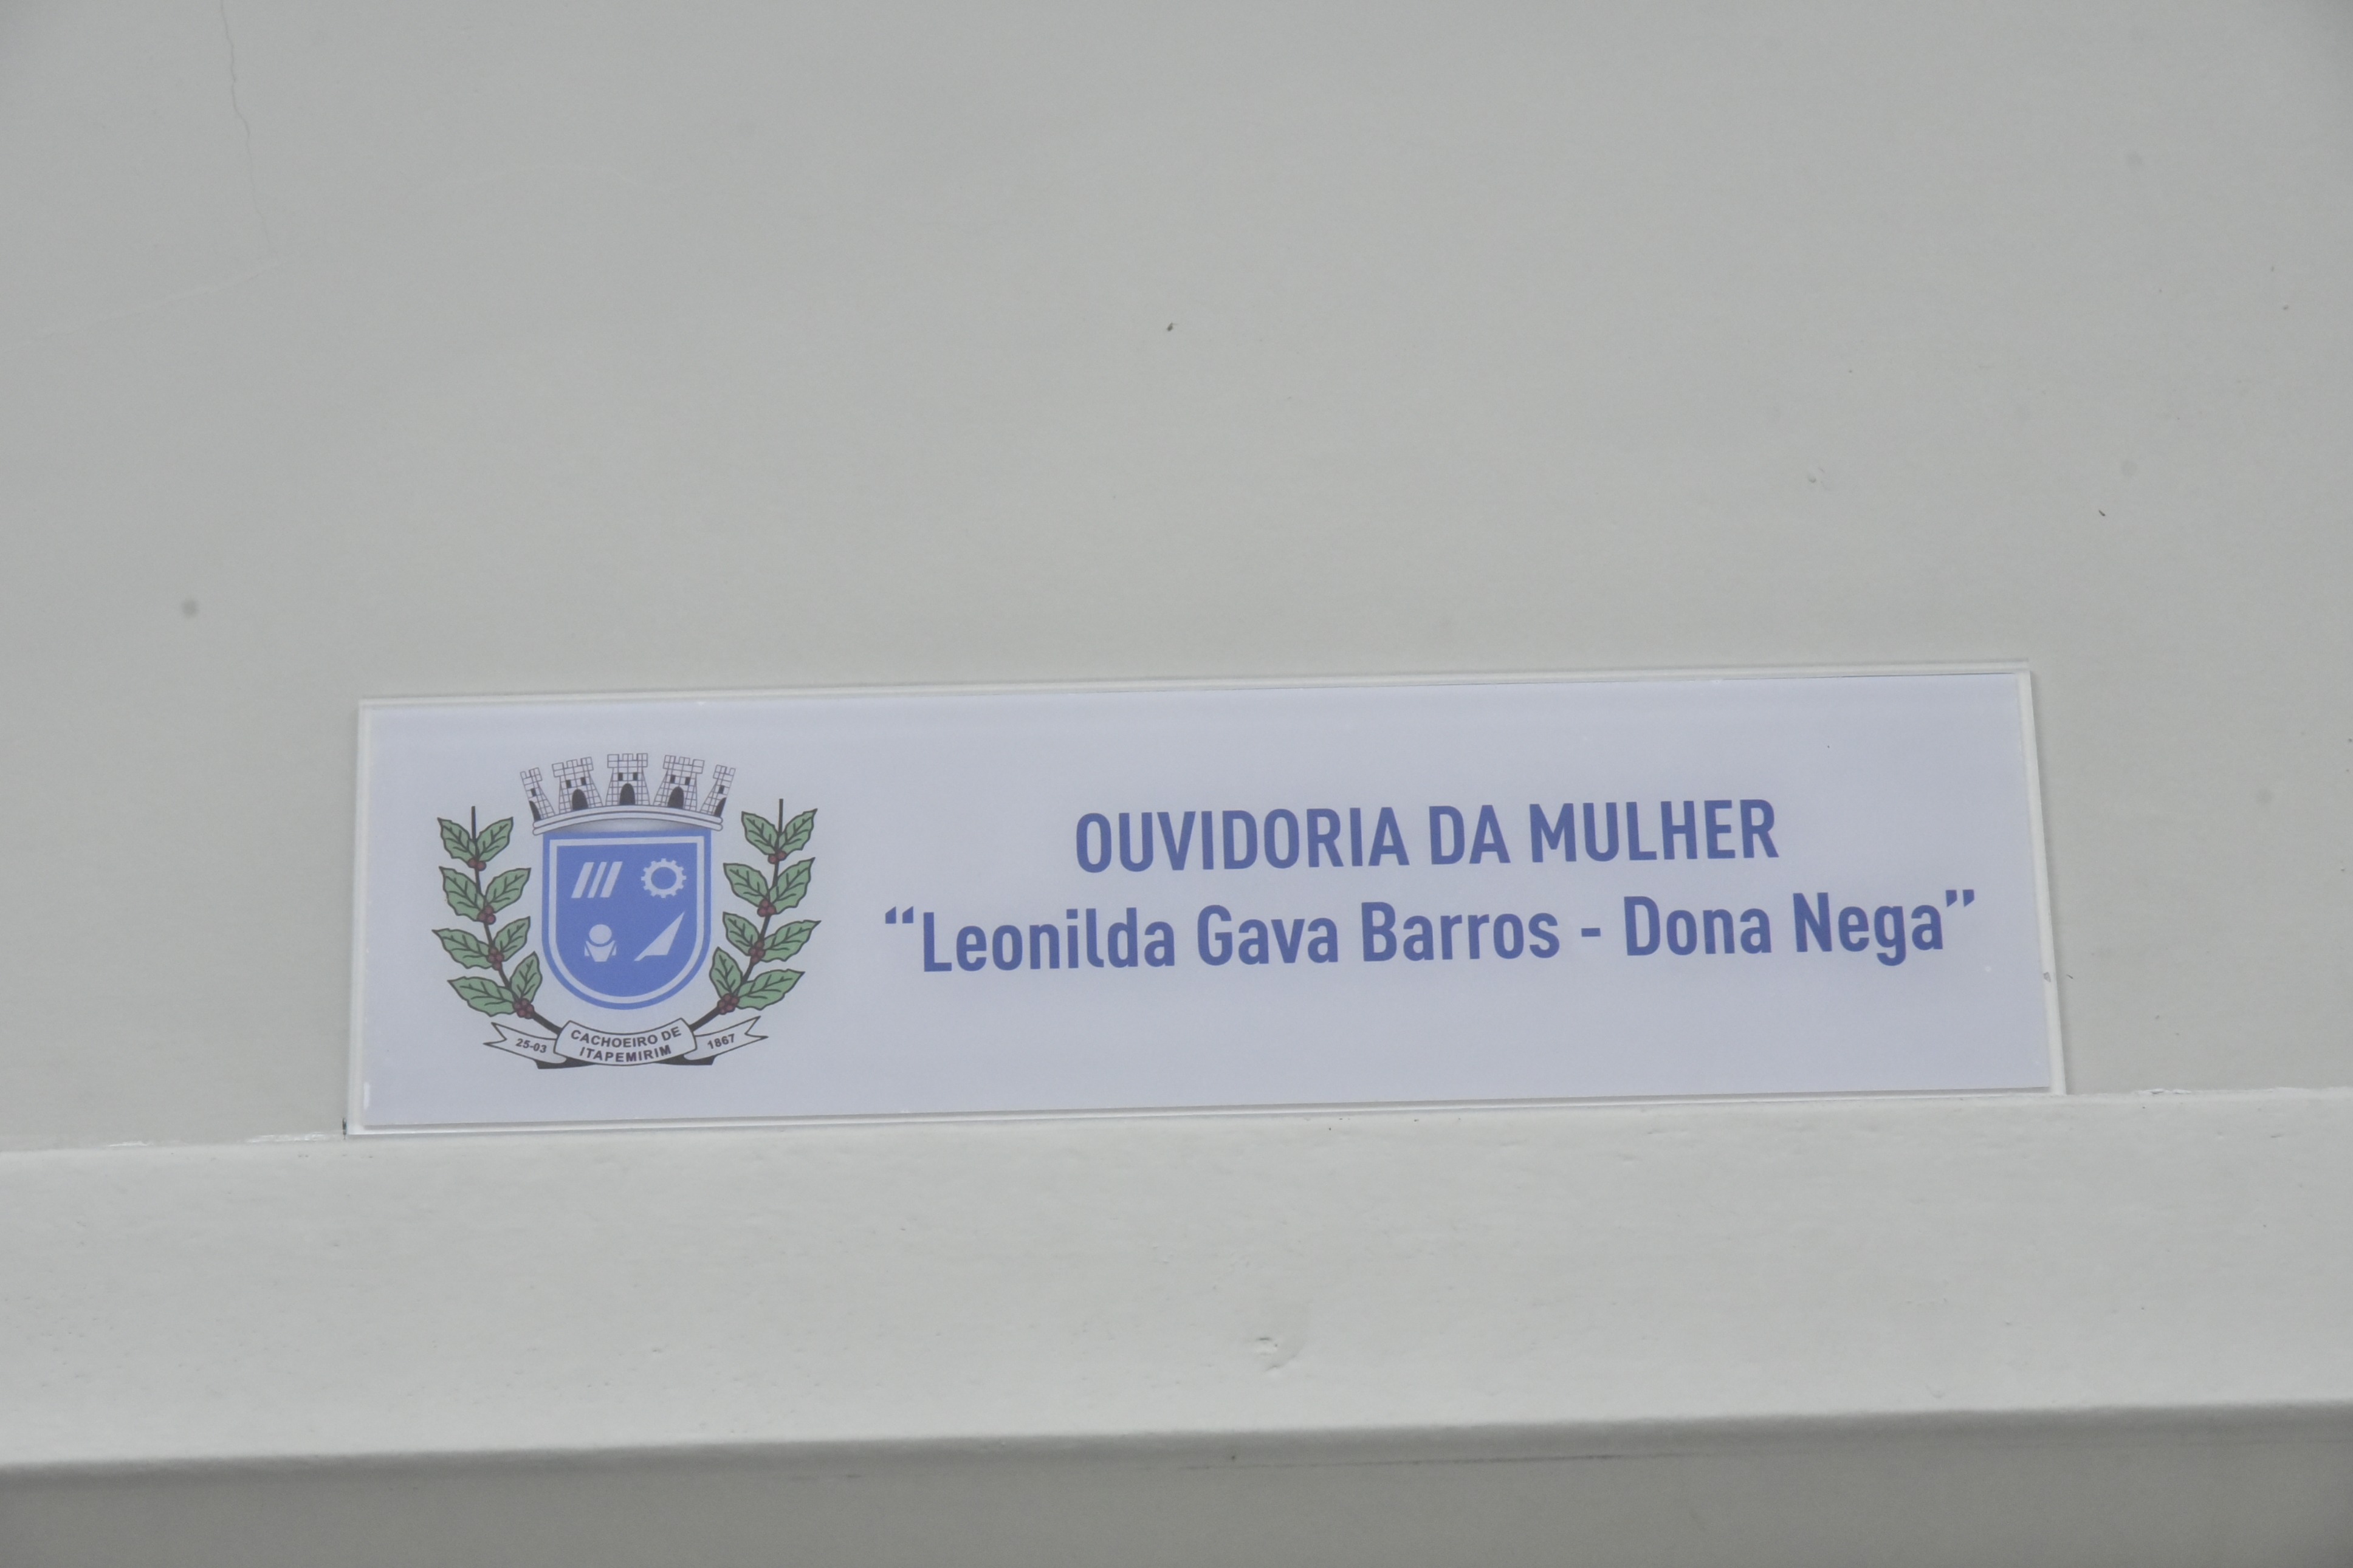 OUVIDORIA DA MULHER
“Leonilda Gava Barros - Dona Nega”
25-03
CACHOEIRO DE
ITAPEMIRIM
1867